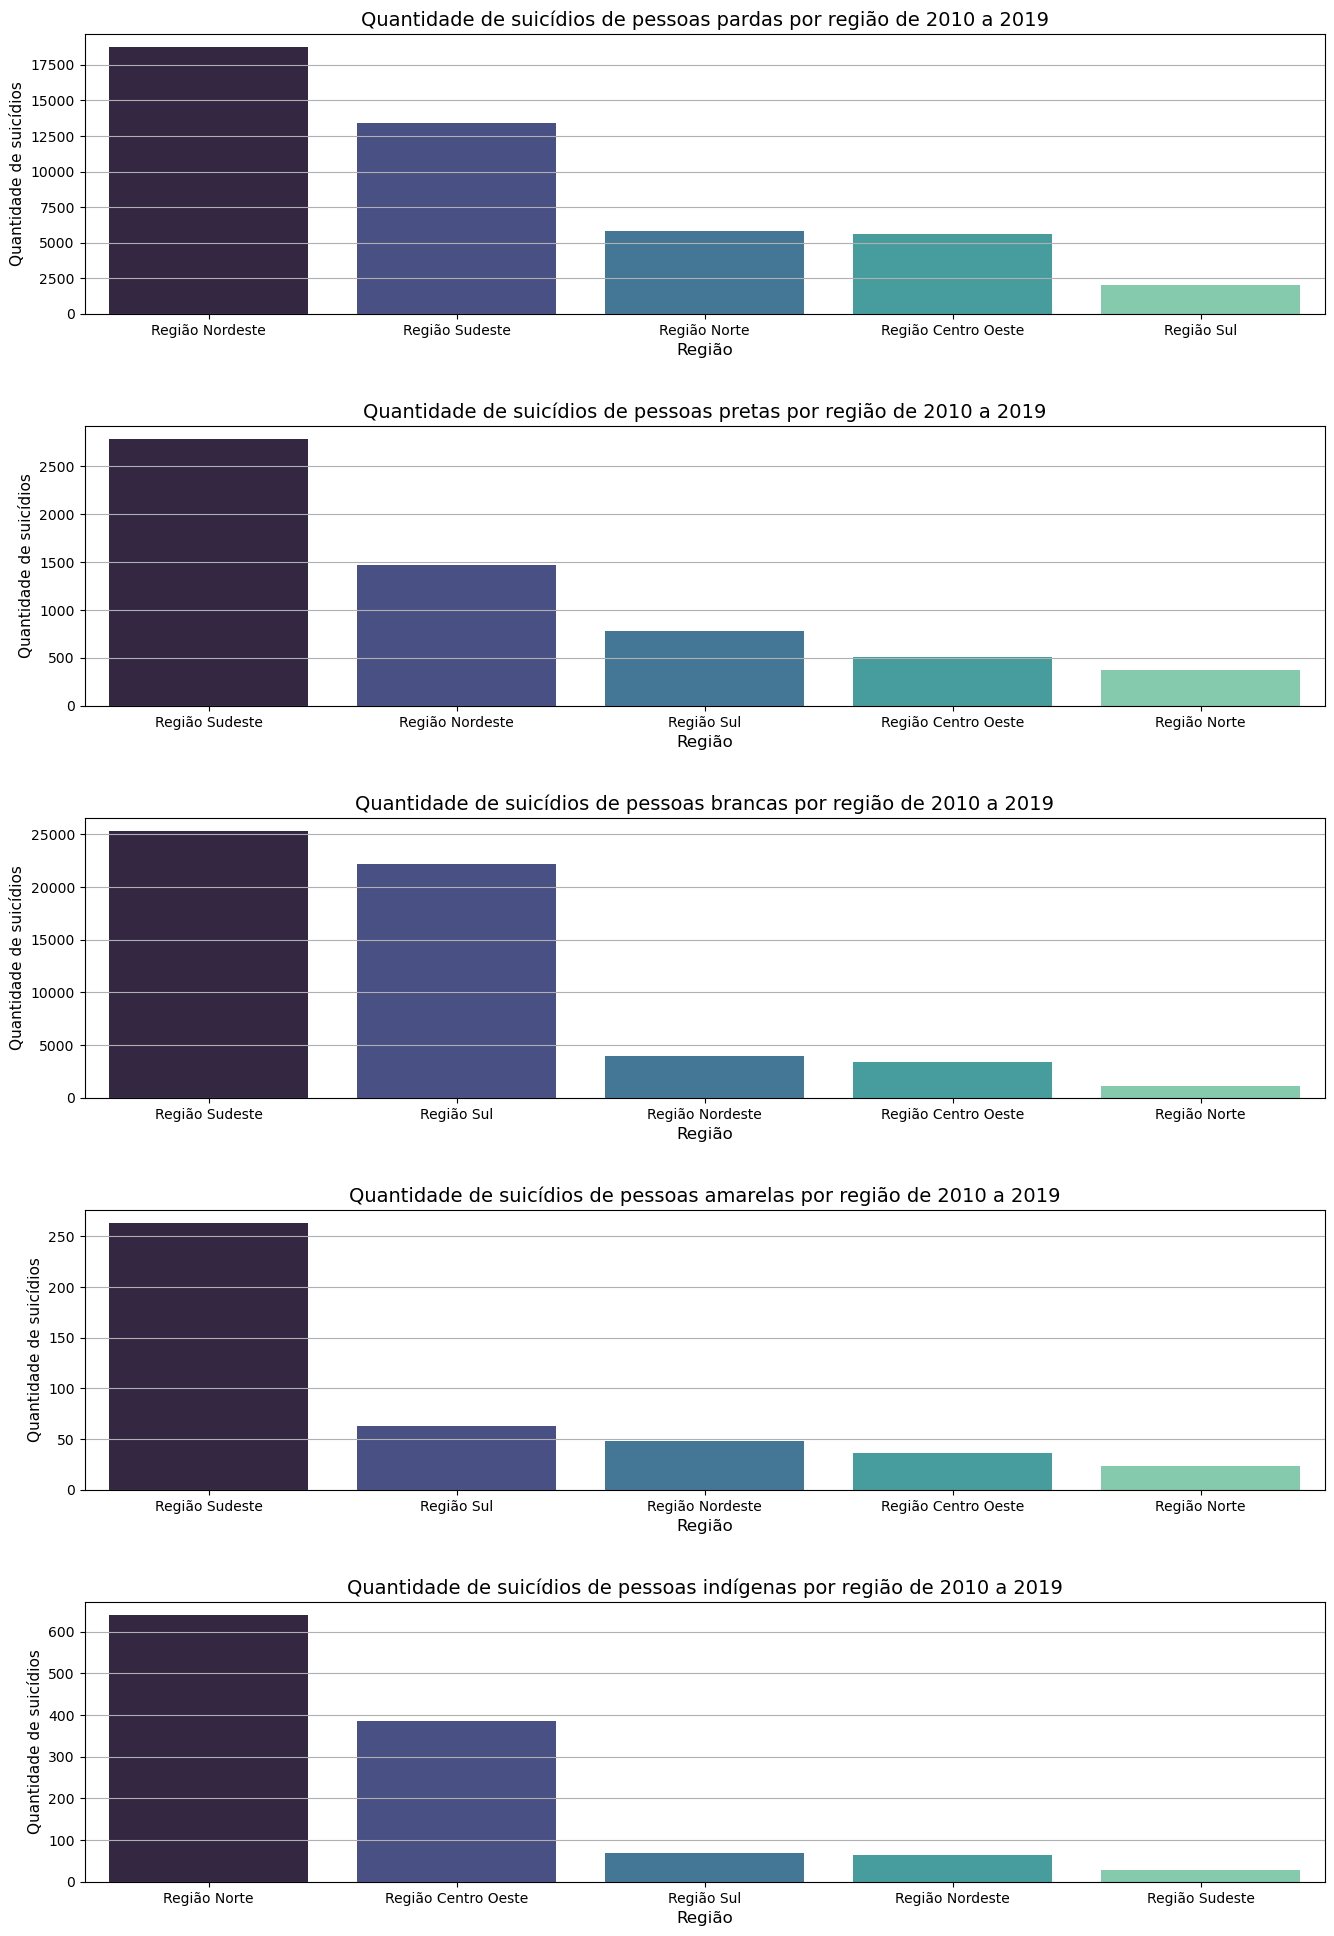 Quantidade de suicídios de pessoas pardas por região de 2010 a 2019
Quantidade de suicídios
17500
15000
12500
10000
7500
5000
2500
0
Região Nordeste Região Sudeste Região Norte Região Centro Oeste Região Sul
Região
Quantidade de suicídios de pessoas pretas por região de 2010 a 2019
Quantidade de suicídios
2500
2000
1500
1000
500
0
Região Sudeste Região Nordeste Região Sul Região Centro Oeste Região Norte
Região
Quantidade de suicídios de pessoas brancas por região de 2010 a 2019
Quantidade de suicídios
25000
20000
15000
10000
5000
0
Região Sudeste Região Sul Região Nordeste Região Centro Oeste Região Norte
Região
Quantidade de suicídios de pessoas amarelas por região de 2010 a 2019
Quantidade de suicídios
250
200
150
100
50
0
Região Sudeste Região Sul Região Nordeste Região Centro Oeste Região Norte
Região
Quantidade de suicídios de pessoas indígenas por região de 2010 a 2019
Quantidade de suicídios
600
500
400
300
200
100
0
Região Norte Região Centro Oeste Região Sul Região Nordeste Região Sudeste
Região